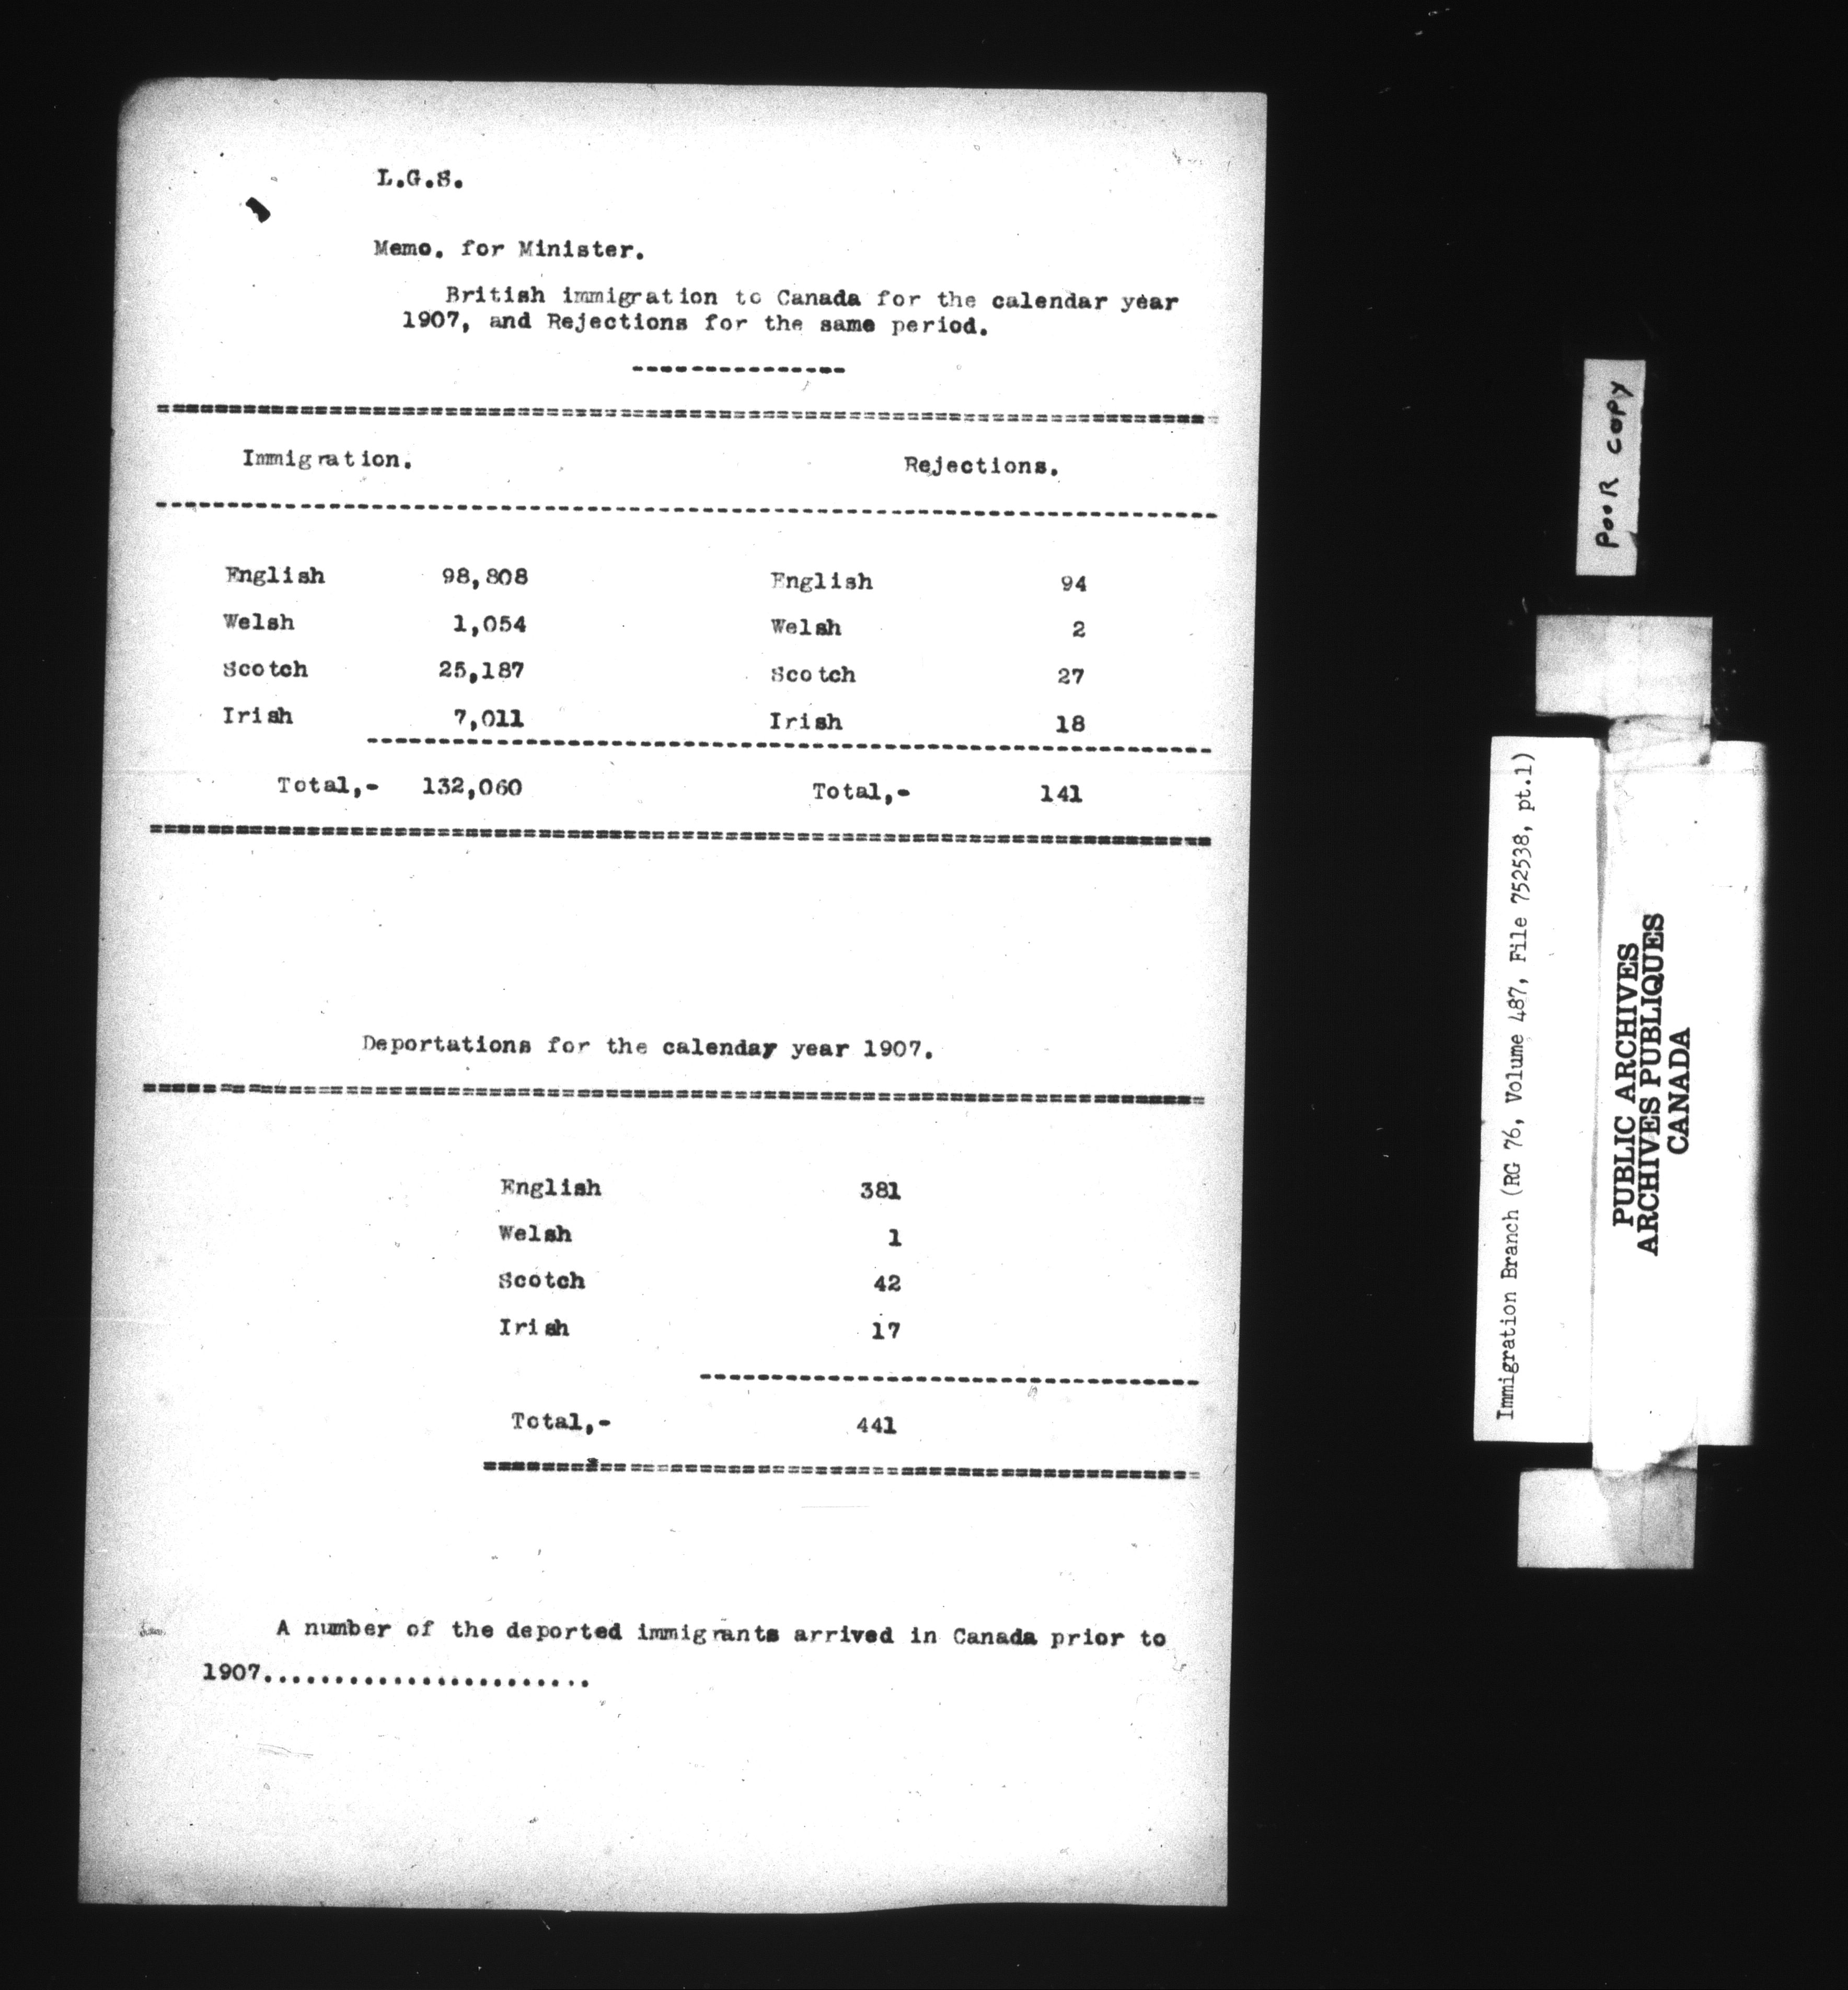 L.G.S.
Memo. for Minister.
British immigration to Canada for the calendar year
1907, and Rejections for the same period.
Immigration. Rejections.
English 98,808 English 94
Welsh 1,054 Welsh 2
Scotch 25,187 Scotch 27
Irish 7,011 Irish 18
Total,- 132,060 Total,- 141
Deportations for the calendar year 1907.
English 381
Welsh 1
Scotch 42
Irish 17
Total,- 441
A number of the deported immigrants arrived in Canada prior to
1907.......................
POOR COPY
Immigration Branch (RG 76, Volume 487, File 752538, pt.1)
PUBLIC ARCHIVES
ARCHIVES PUBLIQUES
CANADA